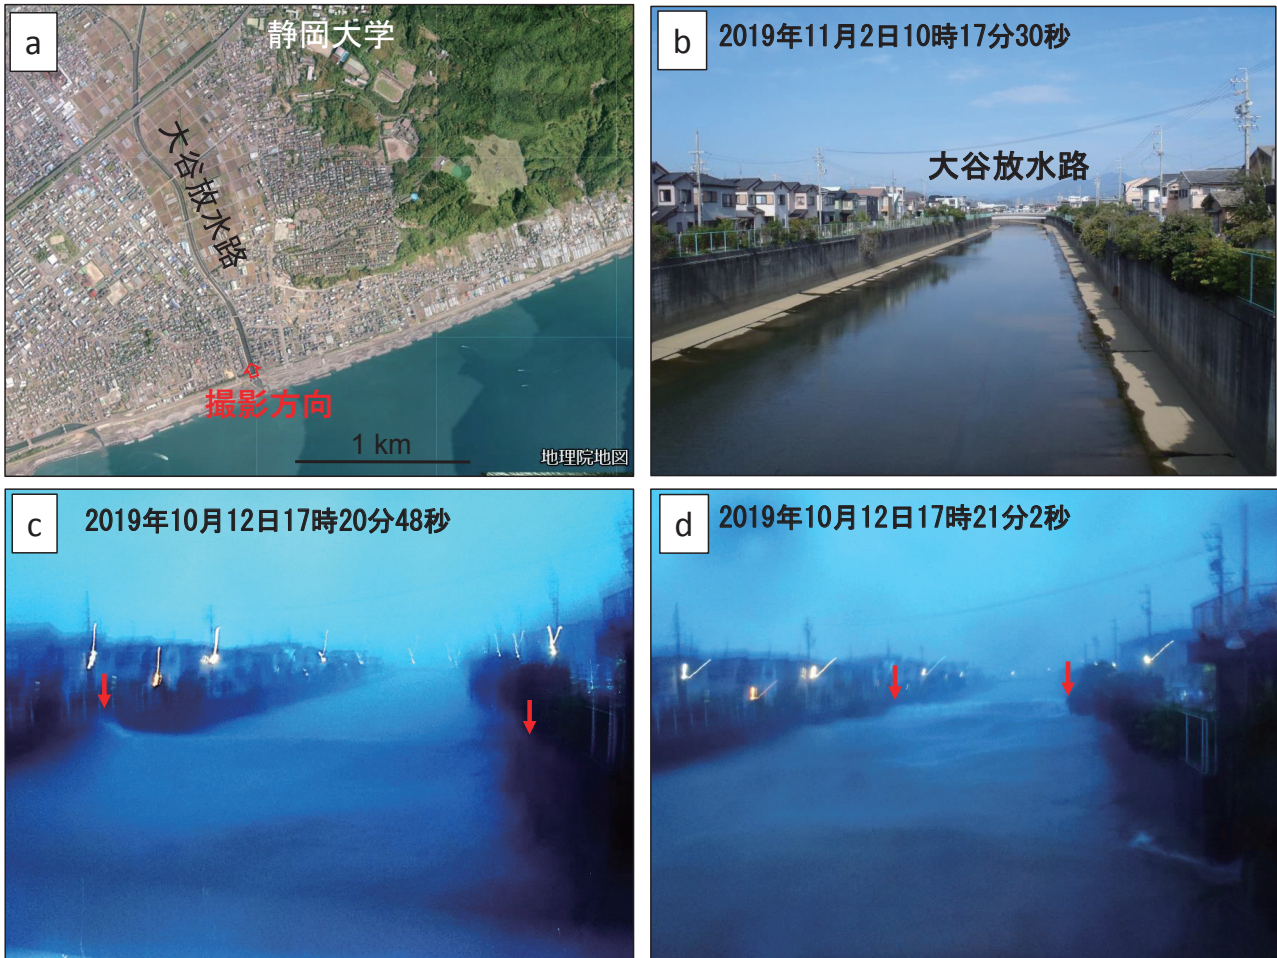 a
静岡大学
大谷放水路
撮影方向
1 km
地理院地図
b
2019年11月2日10時17分30秒
大谷放水路
c
2019年10月12日17時20分48秒
d
2019年10月12日17時21分2秒